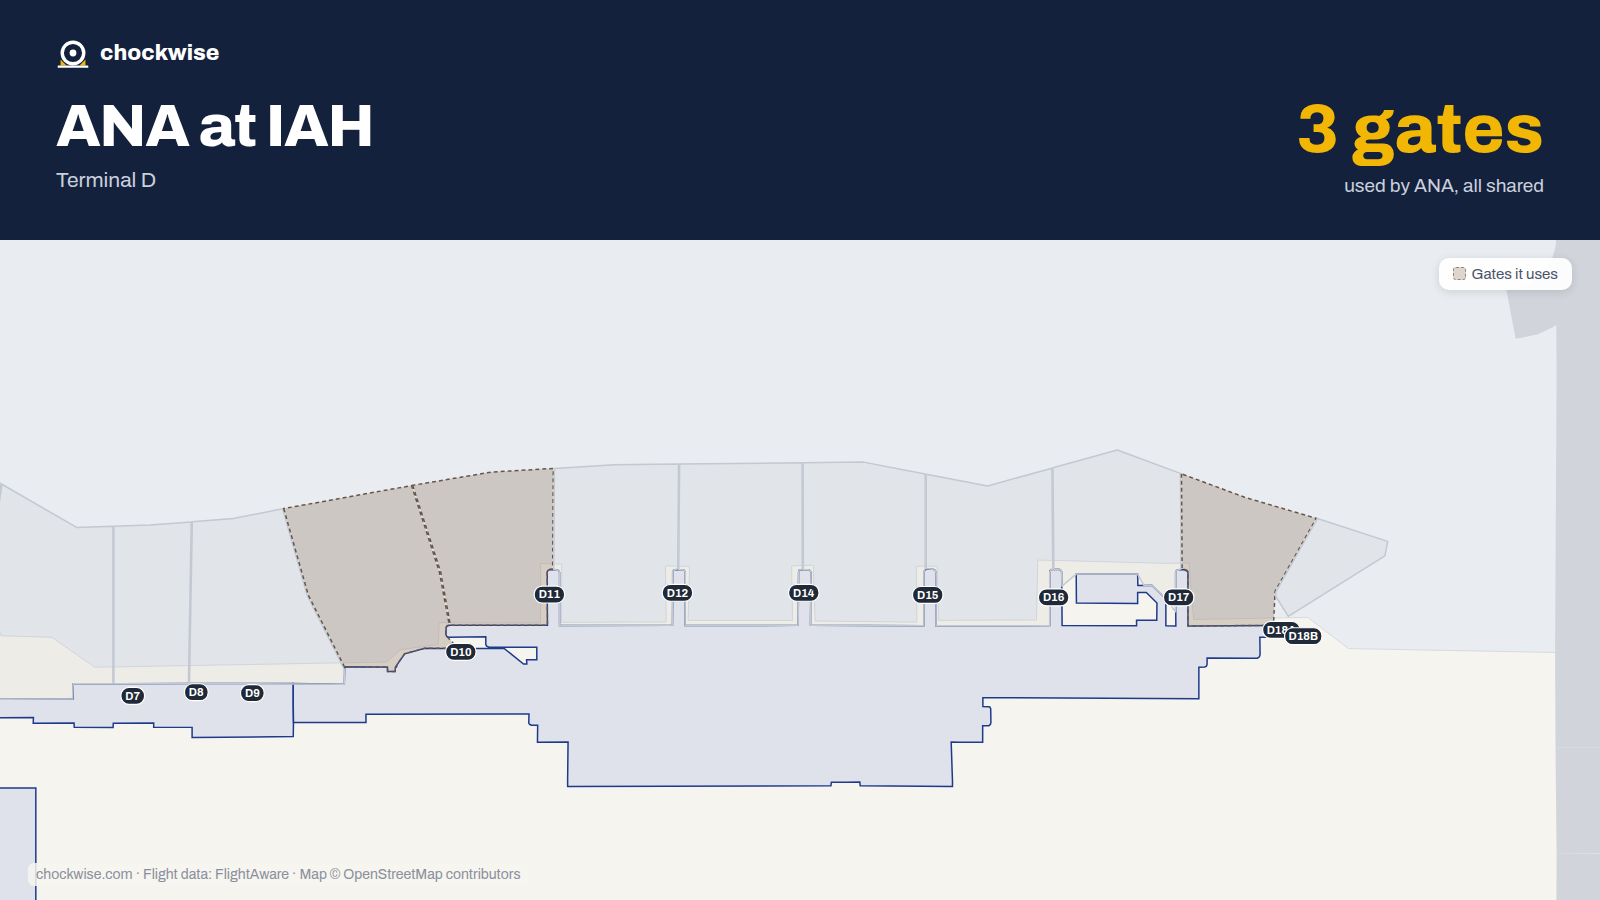 chockwise
ANA at IAH
Terminal D
3 gates
used by ANA, all shared
Gates it uses
D11
D12
D14
D15
D16
D17
D10
D18B
D7
D8
D9
chockwise.com · Flight data: FlightAware · Map © OpenStreetMap contributors